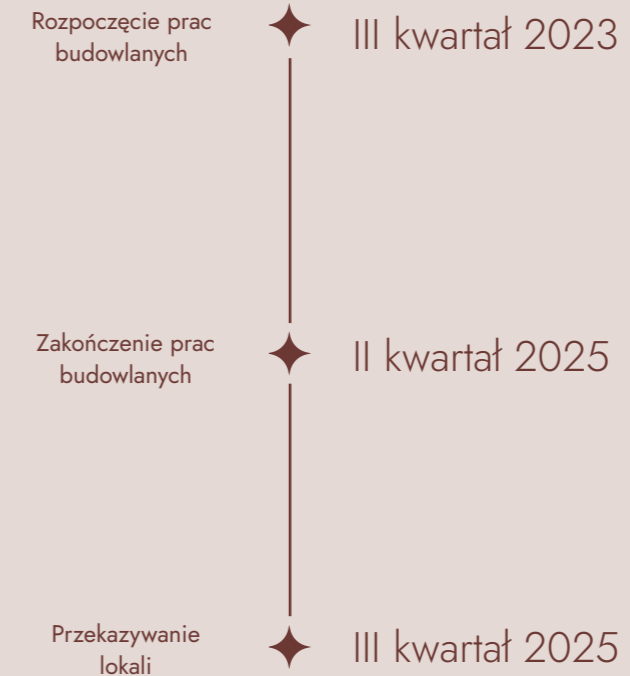 Rozpoczęcie prac
budowlanych
III kwartał 2023
Zakończenie prac
budowlanych
II kwartał 2025
Przekazywanie
lokali
III kwartał 2025